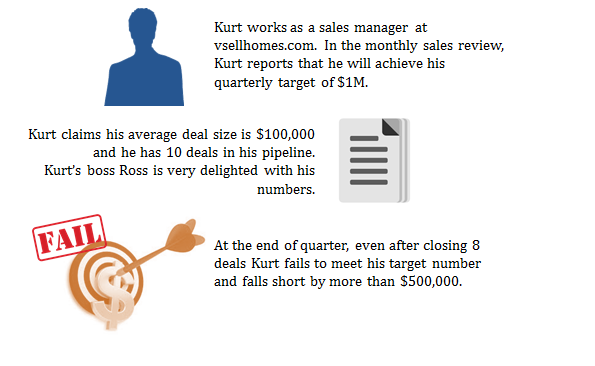 Kurt works as a sales manager at
vsellhomes.com. In the monthly sales review,
Kurt reports that he will achieve his
quarterly target of $1M.
Kurt claims his average deal size is $100,000
and he has 10 deals in his pipeline.
Kurt's boss Ross is very delighted with his
numbers.
FAIL
At the end of quarter, even after closing 8
deals Kurt fails to meet his target number
and falls short by more than $500,000.
$